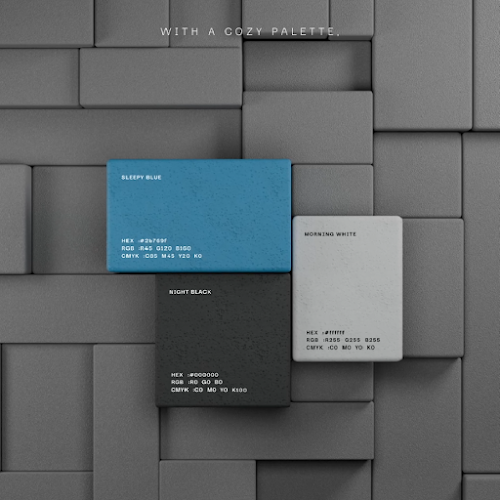 WITH A COZY PALETTE.
SLEEPY BLUE
HEX :#2b769f
RGB :R43 G120 B160
CMYK :C85 M45 Y20 K0
MORNING WHITE
HEX :#ffffff
RGB :R255 G255 B255
CMYK :C0 M0 Y0 K0
NIGHT BLACK
HEX :#000000
RGB :R0 G0 B0
CMYK :C0 M0 Y0 K100